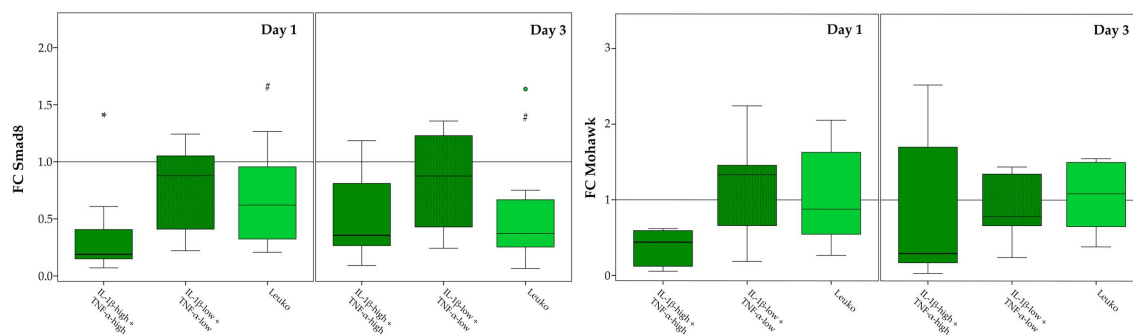 Day 1
Day 3
FC Smad8
2.0
1.5
1.0
0.5
0.0
*
#
#
IL-1β-high +
TNF-α-high
IL-1β-low +
TNF-α-low
Leuko
IL-1β-high +
TNF-α-high
IL-1β-low +
TNF-α-low
Leuko
Day 1
Day 3
FC Mohawk
3
2
1
0
IL-1β-high +
TNF-α-high
IL-1β-low +
TNF-α-low
Leuko
IL-1β-high +
TNF-α-high
IL-1β-low +
TNF-α-low
Leuko